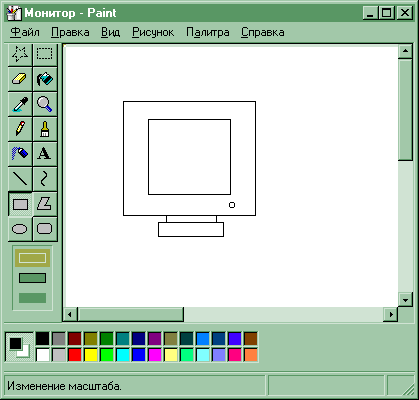 Монитор - Paint
Файл Правка Вид Рисунок Палитра Справка
A
Изменение масштаба.